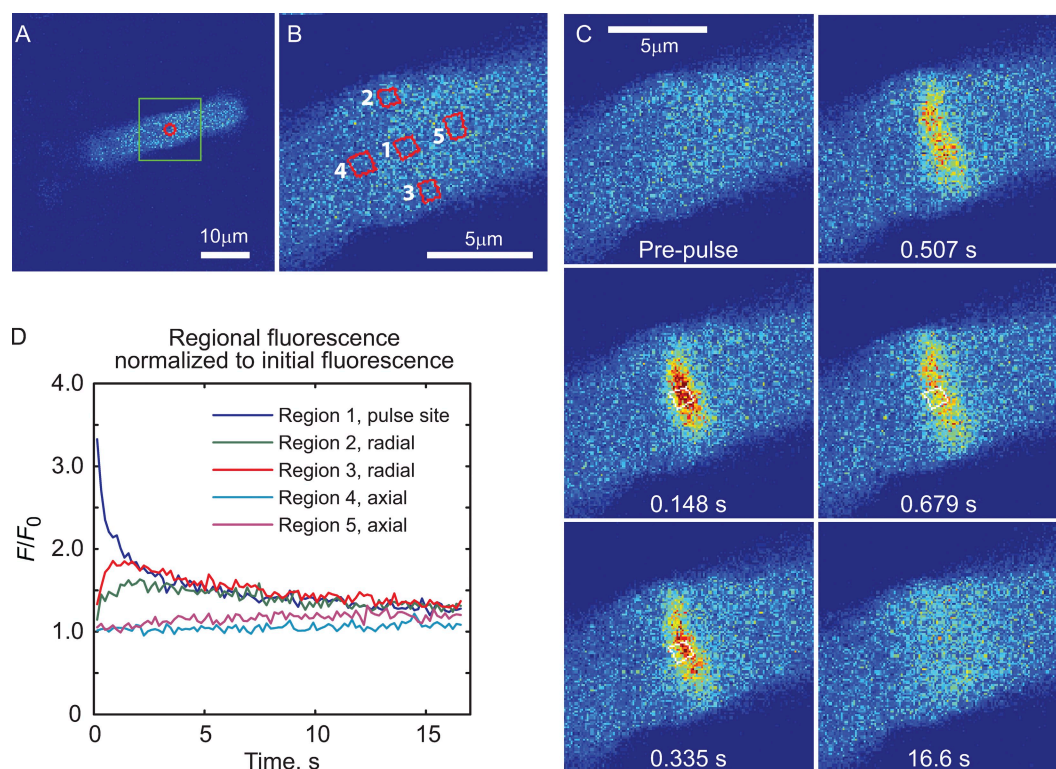 A
10μm
B
2
5
1
4
3
5μm
C
5μm
Pre-pulse
0.507 s
0.148 s
0.679 s
0.335 s
16.6 s
D
Regional fluorescence
normalized to initial fluorescence
4.0
3.0
2.0
1.0
0
F/F0
Region 1, pulse site
Region 2, radial
Region 3, radial
Region 4, axial
Region 5, axial
0
5
10
15
Time, s